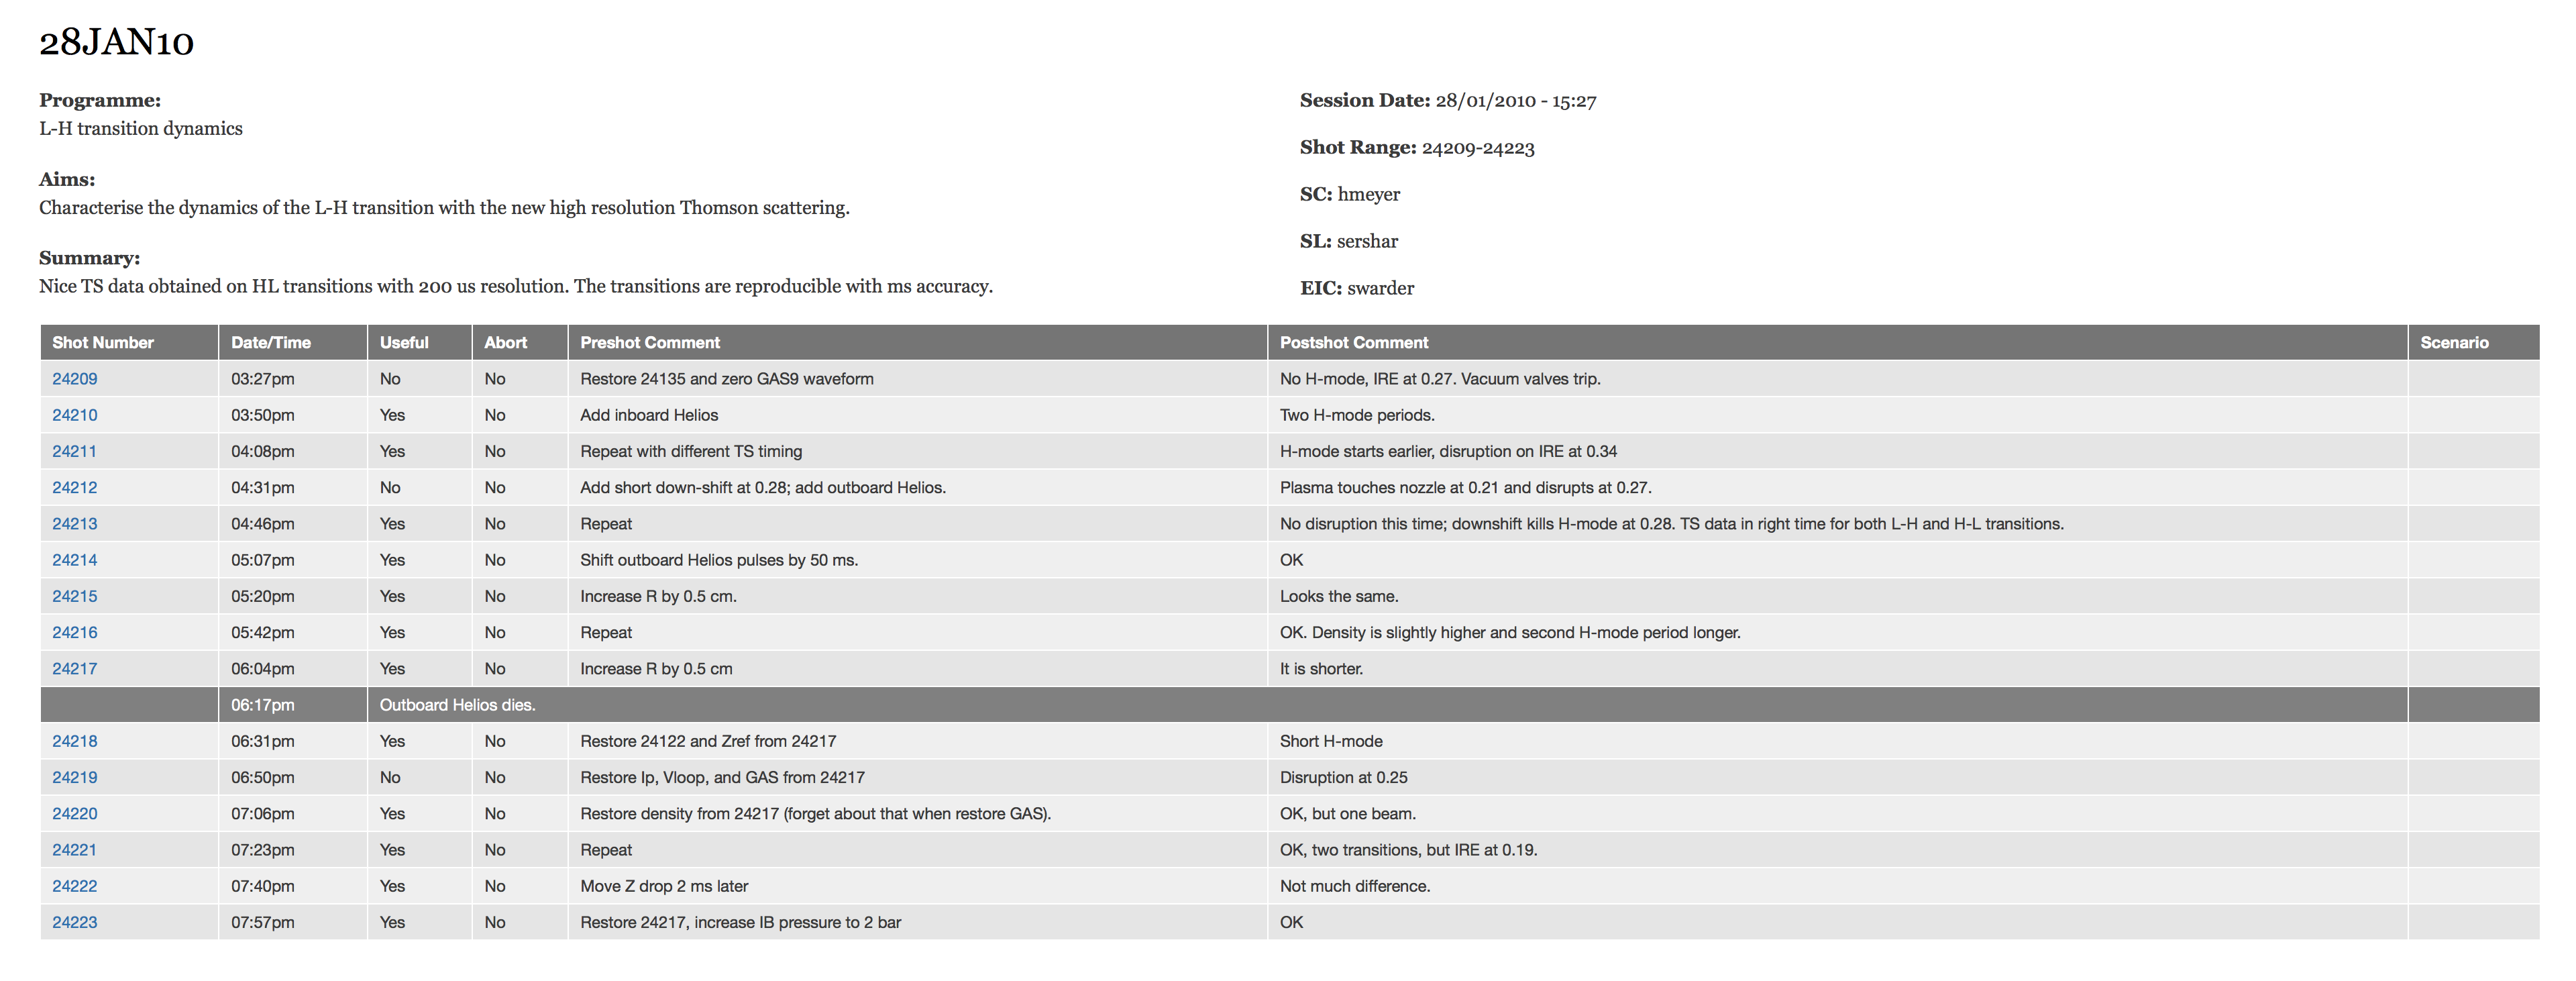 28JAN10
Programme:
L-H transition dynamics
Aims:
Characterise the dynamics of the L-H transition with the new high resolution Thomson scattering.
Summary:
Nice TS data obtained on HL transitions with 200 us resolution. The transitions are reproducible with ms accuracy.
Session Date: 28/01/2010 - 15:27
Shot Range: 24209-24223
SC: hmeyer
SL: sershar
EIC: swarder
Shot Number Date/Time Useful Abort Preshot Comment Postshot Comment Scenario
24209 03:27pm No No Restore 24135 and zero GAS9 waveform No H-mode, IRE at 0.27. Vacuum valves trip.
24210 03:50pm Yes No Add inboard Helios Two H-mode periods.
24211 04:08pm Yes No Repeat with different TS timing H-mode starts earlier, disruption on IRE at 0.34
24212 04:31pm No No Add short down-shift at 0.28; add outboard Helios. Plasma touches nozzle at 0.21 and disrupts at 0.27.
24213 04:46pm Yes No Repeat No disruption this time; downshift kills H-mode at 0.28. TS data in right time for both L-H and H-L transitions.
24214 05:07pm Yes No Shift outboard Helios pulses by 50 ms. OK
24215 05:20pm Yes No Increase R by 0.5 cm. Looks the same.
24216 05:42pm Yes No Repeat OK. Density is slightly higher and second H-mode period longer.
24217 06:04pm Yes No Increase R by 0.5 cm It is shorter.
06:17pm Outboard Helios dies.
24218 06:31pm Yes No Restore 24122 and Zref from 24217 Short H-mode
24219 06:50pm No No Restore Ip, Vloop, and GAS from 24217 Disruption at 0.25
24220 07:06pm Yes No Restore density from 24217 (forget about that when restore GAS). OK, but one beam.
24221 07:23pm Yes No Repeat OK, two transitions, but IRE at 0.19.
24222 07:40pm Yes No Move Z drop 2 ms later Not much difference.
24223 07:57pm Yes No Restore 24217, increase IB pressure to 2 bar OK